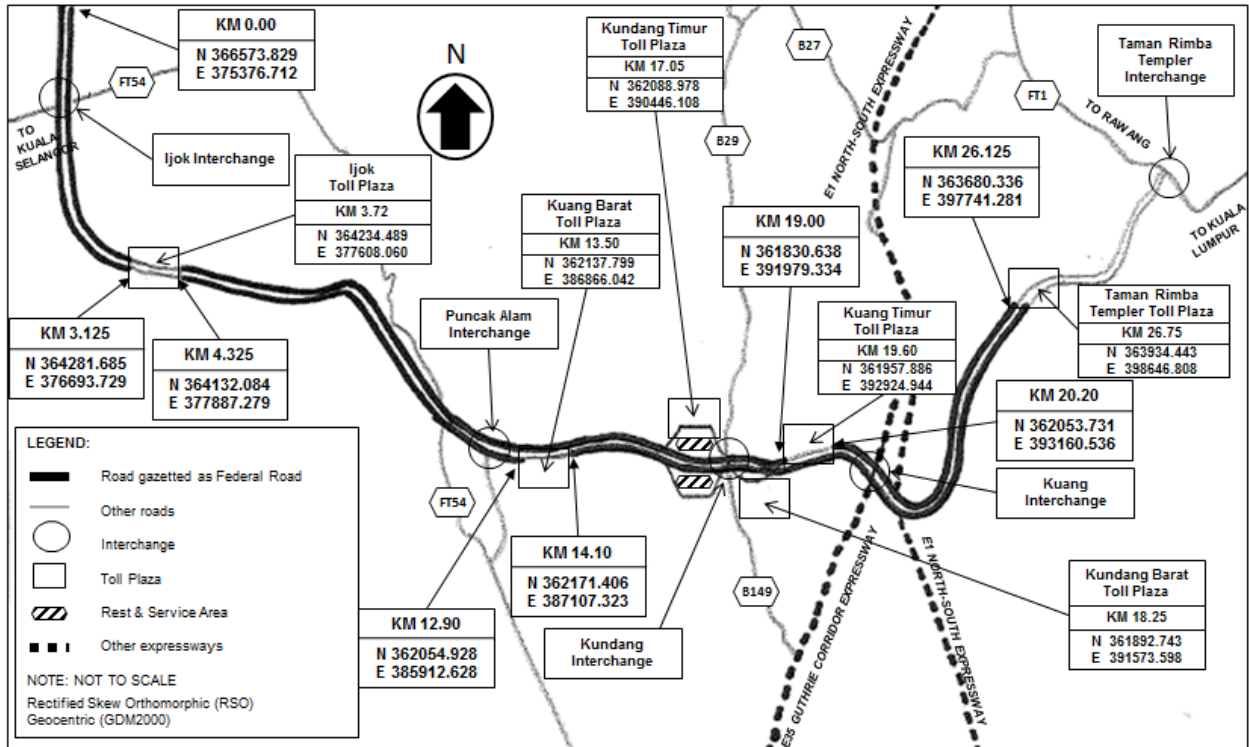 KM 0.00
N 366573.829
E 375376.712
FT54
TO
KUALA
SELANGOR
Ijok Interchange
N
Kundang Timur
Toll Plaza
KM 17.05
N 362088.978
E 390446.108
B27
B29
E1 NORTH-SOUTH EXPRESSWAY
FT1
TO RAWANG
Taman Rimba
Templer
Interchange
TO KUALA
LUMPUR
Ijok
Toll Plaza
KM 3.72
N 364234.489
E 377608.060
Kuang Barat
Toll Plaza
KM 13.50
N 362137.799
E 386866.042
KM 19.00
N 361830.638
E 391979.334
KM 26.125
N 363680.336
E 397741.281
KM 3.125
N 364281.685
E 376693.729
KM 4.325
N 364132.084
E 377887.279
Puncak Alam
Interchange
Kuang Timur
Toll Plaza
KM 19.60
N 361957.886
E 392924.944
Taman Rimba
Templer Toll Plaza
KM 26.75
N 363934.443
E 398646.808
KM 20.20
N 362053.731
E 393160.536
Kuang
Interchange
LEGEND:
Road gazetted as Federal Road
Other roads
Interchange
Toll Plaza
Rest & Service Area
Other expressways
NOTE: NOT TO SCALE
Rectified Skew Orthomorphic (RSO)
Geocentric (GDM2000)
FT54
KM 12.90
N 362054.928
E 385912.628
KM 14.10
N 362171.406
E 387107.323
Kundang
Interchange
B149
E35 GUTHRIE CORRIDOR EXPRESSWAY
E1 NORTH-SOUTH EXPRESSWAY
Kundang Barat
Toll Plaza
KM 18.25
N 361892.743
E 391573.598